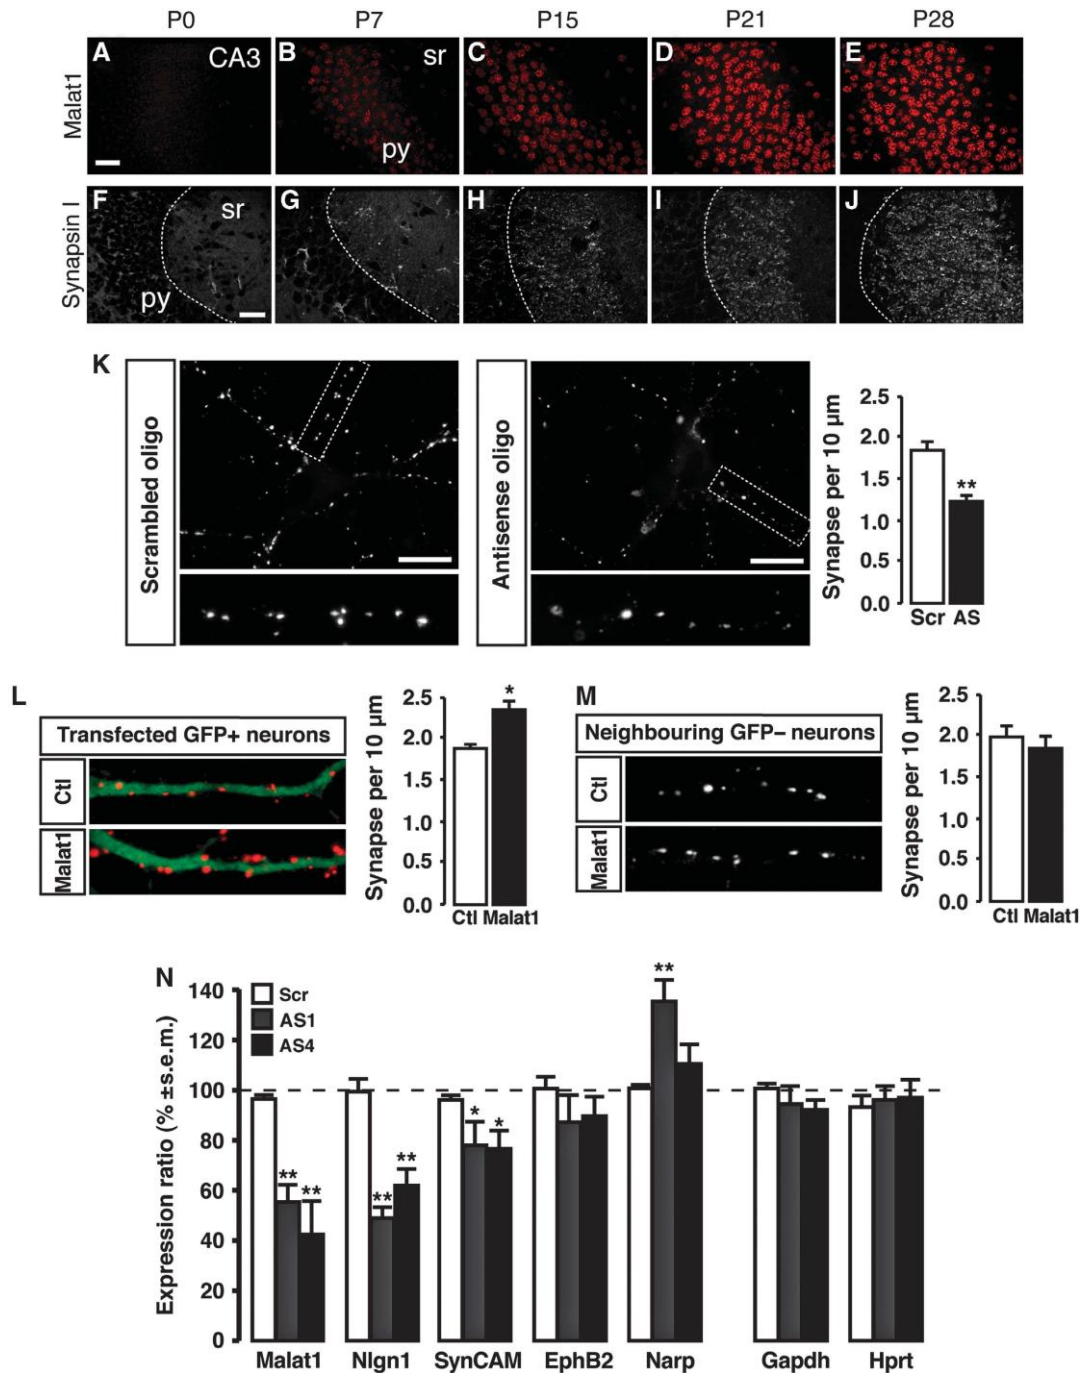 P0 P7 P15 P21 P28
Malat1
A CA3 B sr py C D E
Synapsin I
F sr py G H I J
K
Scrambled oligo
Antisense oligo
Synapse per 10 µm
2.5
2.0
1.5
1.0
0.5
0.0
**
Scr AS
L
Transfected GFP+ neurons
Ctl
Malat1
Synapse per 10 µm
2.5
2.0
1.5
1.0
0.5
0.0
*
Ctl Malat1
M
Neighbouring GFP– neurons
Ctl
Malat1
Synapse per 10 µm
2.5
2.0
1.5
1.0
0.5
0.0
Ctl Malat1
N
Expression ratio (% ±s.e.m.)
140
120
100
80
60
40
20
0
Scr
AS1
AS4
** **
** **
* *
**
Malat1 Nlgn1 SynCAM EphB2 Narp Gapdh Hprt